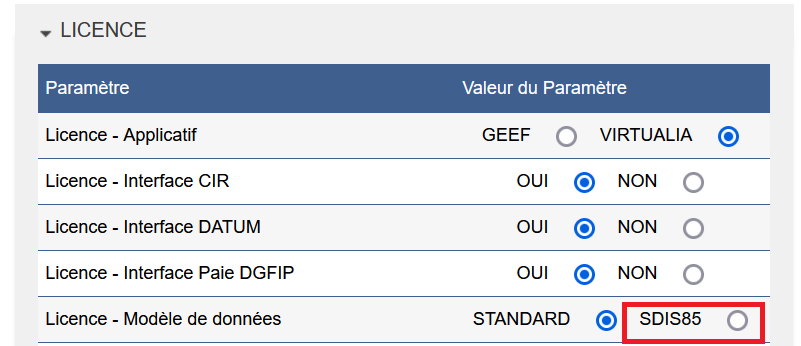 LICENCE
Paramètre Valeur du Paramètre
Licence - Applicatif GEEF VIRTUALIA
Licence - Interface CIR OUI NON
Licence - Interface DATUM OUI NON
Licence - Interface Paie DGFIP OUI NON
Licence - Modèle de données STANDARD SDIS85